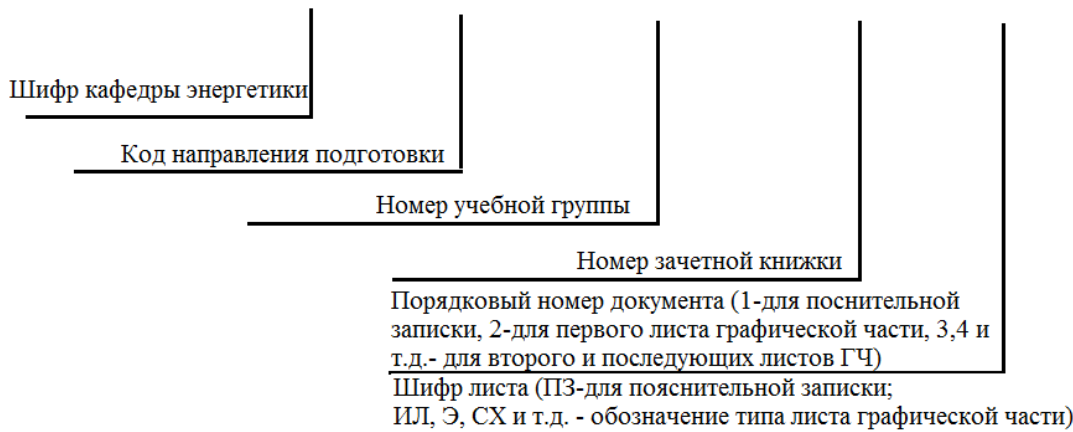 Шифр кафедры энергетики
Код направления подготовки
Номер учебной группы
Номер зачетной книжки
Порядковый номер документа (1-для поснительной
записки, 2-для первого листа графической части, 3,4 и
т.д.- для второго и последующих листов ГЧ)
Шифр листа (ПЗ-для пояснительной записки;
ИЛ, Э, СХ и т.д. - обозначение типа листа графической части)